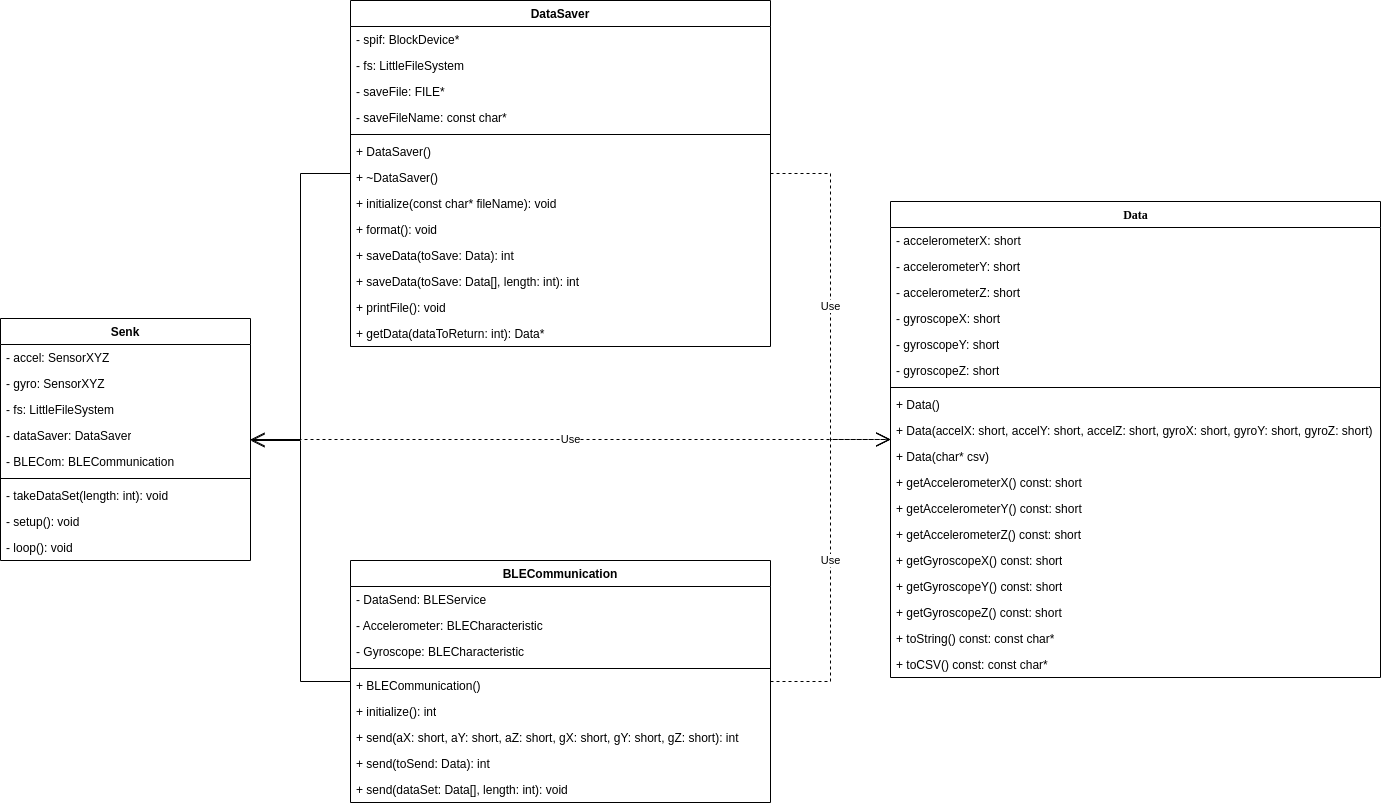 DataSaver
- spif: BlockDevice*
- fs: LittleFileSystem
- saveFile: FILE*
- saveFileName: const char*
+ DataSaver()
+ ~DataSaver()
+ initialize(const char* fileName): void
+ format(): void
+ saveData(toSave: Data): int
+ saveData(toSave: Data[], length: int): int
+ printFile(): void
+ getData(dataToReturn: int): Data*
Senk
- accel: SensorXYZ
- gyro: SensorXYZ
- fs: LittleFileSystem
- dataSaver: DataSaver
- BLECom: BLECommunication
- takeDataSet(length: int): void
- setup(): void
- loop(): void
Use
Use
Use
BLECommunication
- DataSend: BLEService
- Accelerometer: BLECharacteristic
- Gyroscope: BLECharacteristic
+ BLECommunication()
+ initialize(): int
+ send(aX: short, aY: short, aZ: short, gX: short, gY: short, gZ: short): int
+ send(toSend: Data): int
+ send(dataSet: Data[], length: int): void
Data
- accelerometerX: short
- accelerometerY: short
- accelerometerZ: short
- gyroscopeX: short
- gyroscopeY: short
- gyroscopeZ: short
+ Data()
+ Data(accelX: short, accelY: short, accelZ: short, gyroX: short, gyroY: short, gyroZ: short)
+ Data(char* csv)
+ getAccelerometerX() const: short
+ getAccelerometerY() const: short
+ getAccelerometerZ() const: short
+ getGyroscopeX() const: short
+ getGyroscopeY() const: short
+ getGyroscopeZ() const: short
+ toString() const: const char*
+ toCSV() const: const char*